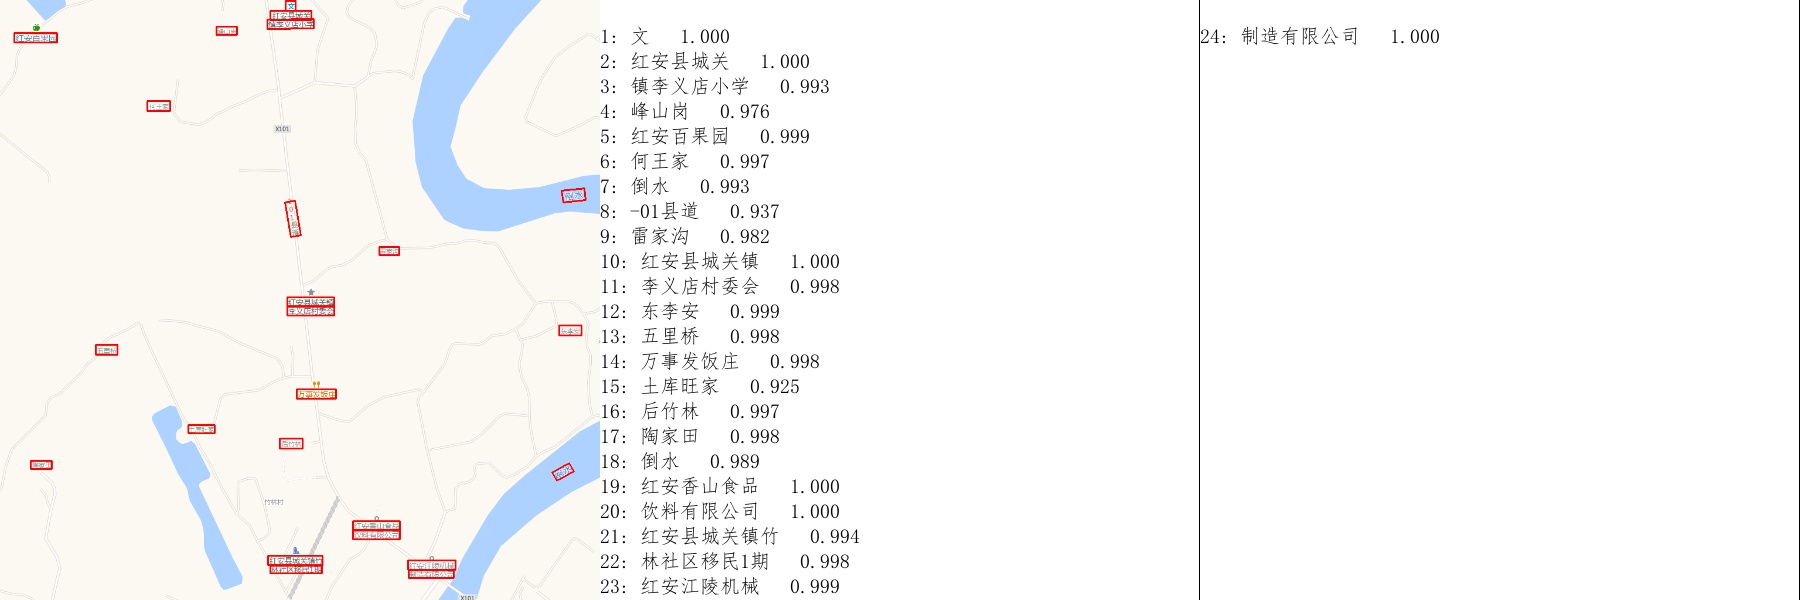 文
红安县城关
镇李义店小学
峰山岗
红安百果园
何王家
X101
倒水
雷家沟
红安县城关镇
李义店村委会
东李安
五里桥
万事发饭庄
后竹林
竹林村
红安香山食品
饮料有限公司
红安县城关镇竹
林社区移民1期
红安江陵机械
制造有限公司
X101
1: 文 1.000
2: 红安县城关 1.000
3: 镇李义店小学 0.993
4: 峰山岗 0.976
5: 红安百果园 0.999
6: 何王家 0.997
7: 倒水 0.993
8: -01县道 0.937
9: 雷家沟 0.982
10: 红安县城关镇 1.000
11: 李义店村委会 0.998
12: 东李安 0.999
13: 五里桥 0.998
14: 万事发饭庄 0.998
15: 土库旺家 0.925
16: 后竹林 0.997
17: 陶家田 0.998
18: 倒水 0.989
19: 红安香山食品 1.000
20: 饮料有限公司 1.000
21: 红安县城关镇竹 0.994
22: 林社区移民1期 0.998
23: 红安江陵机械 0.999
24: 制造有限公司 1.000